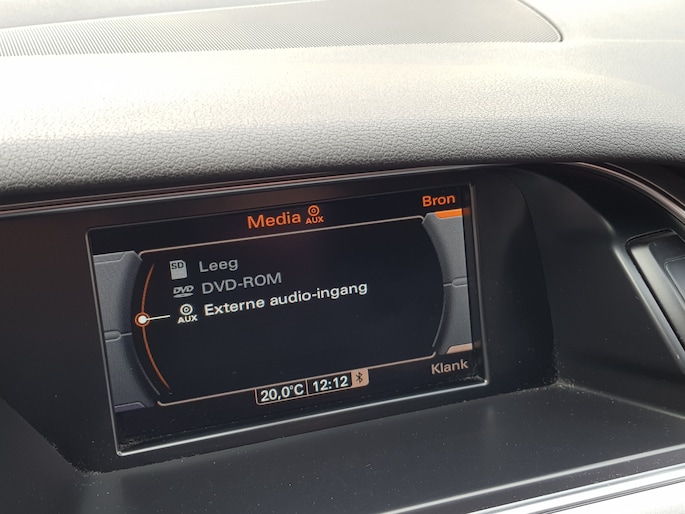 Bron
Media AUX
SD Leeg
DVD DVD-ROM
AUX Externe audio-ingang
Klank
20,0°C 12:12